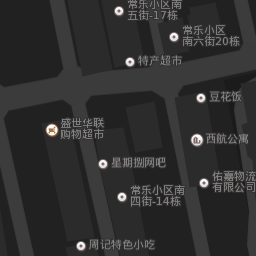 常乐小区南
五街-17栋
常乐小区
南六街20栋
特产超市
豆花饭
盛世华联
购物超市
西航公寓
星期捌网吧
佑嘉物流
有限公司
常乐小区南
四街-14栋
周记特色小吃